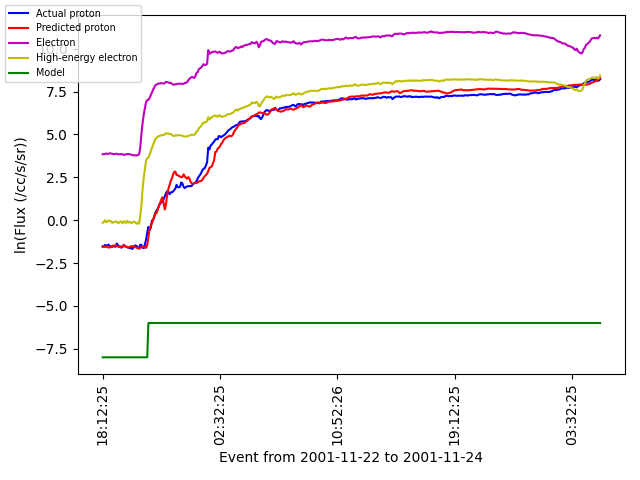 Actual proton
Predicted proton
Electron
High-energy electron
Model
10.0
7.5
5.0
2.5
0.0
−2.5
−5.0
−7.5
ln(Flux (/cc/s/sr))
18:12:25
02:32:25
10:52:26
19:12:25
03:32:25
Event from 2001-11-22 to 2001-11-24